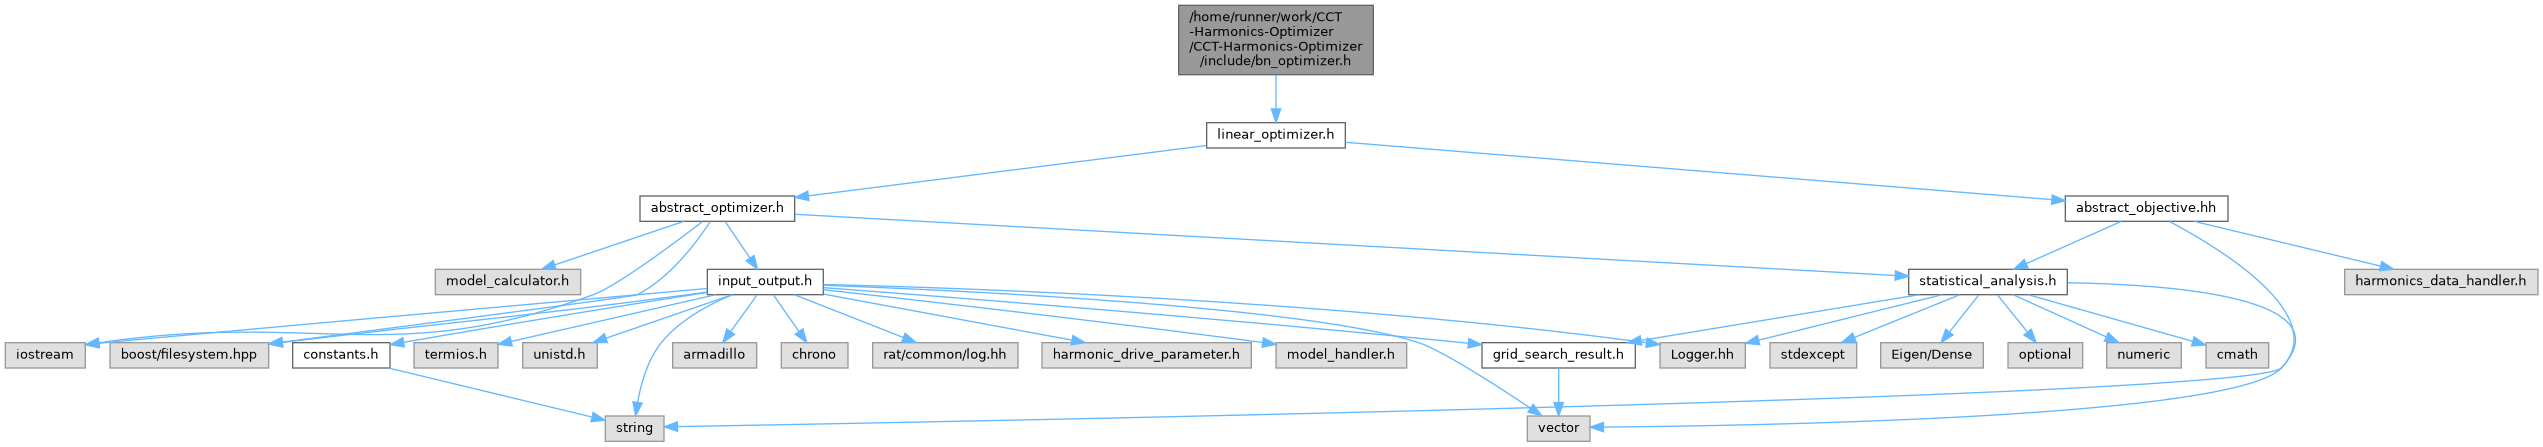 /home/runner/work/CCT
-Harmonics-Optimizer
/CCT-Harmonics-Optimizer
/include/bn_optimizer.h
linear_optimizer.h
abstract_optimizer.h
abstract_objective.hh
model_calculator.h
input_output.h
statistical_analysis.h
harmonics_data_handler.h
iostream
boost/filesystem.hpp
constants.h
termios.h
unistd.h
armadillo
chrono
rat/common/log.hh
harmonic_drive_parameter.h
model_handler.h
grid_search_result.h
Logger.hh
stdexcept
Eigen/Dense
optional
numeric
cmath
string
vector